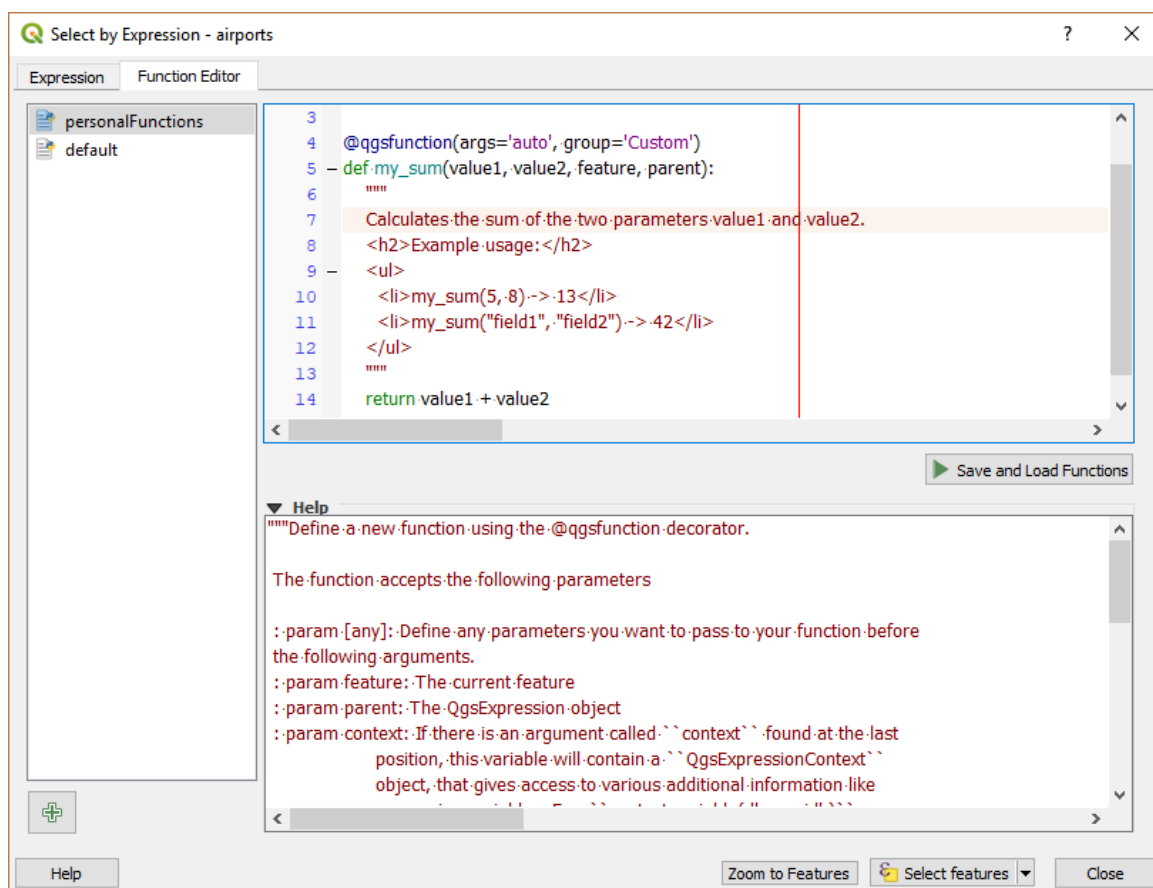 Select by Expression - airports
?
Expression
Function Editor
personalFunctions
default
3
4 @qgsfunction(args='auto', group='Custom')
5 def my_sum(value1, value2, feature, parent):
6 """
7 Calculates the sum of the two parameters value1 and value2.
8 <h2>Example usage:</h2>
9 <ul>
10 <li>my_sum(5, 8) -> 13</li>
11 <li>my_sum("field1", "field2") -> 42</li>
12 </ul>
13 """
14 return value1 + value2
Save and Load Functions
Help
"""Define a new function using the @qgsfunction decorator.
The function accepts the following parameters
: param [any]: Define any parameters you want to pass to your function before
the following arguments.
: param feature: The current feature
: param parent: The QgsExpression object
: param context: If there is an argument called ``context`` found at the last
position, this variable will contain a ``QgsExpressionContext``
object, that gives access to various additional information like
Help
Zoom to Features
Select features
Close